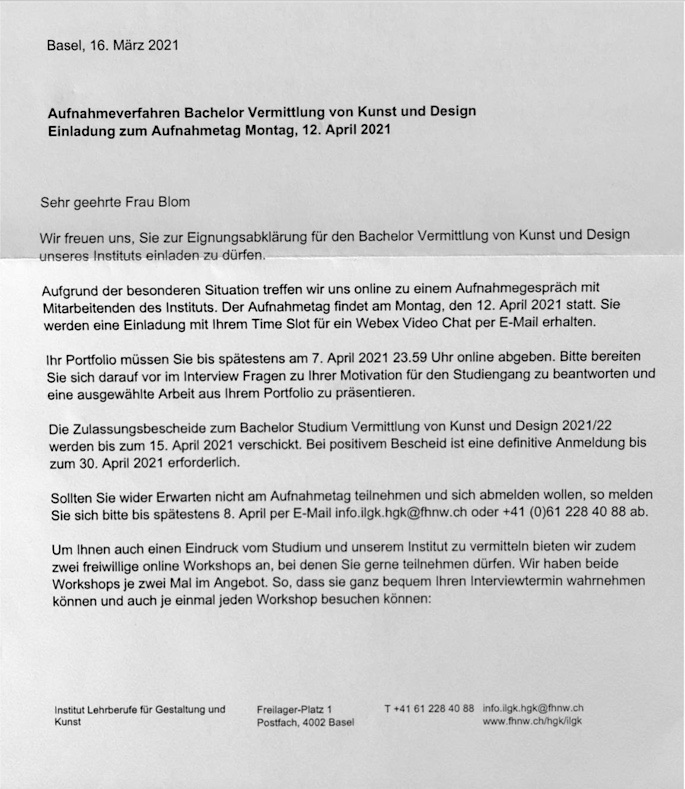 Basel, 16. März 2021
Aufnahmeverfahren Bachelor Vermittlung von Kunst und Design
Einladung zum Aufnahmetag Montag, 12. April 2021
Sehr geehrte Frau Blom
Wir freuen uns, Sie zur Eignungsabklärung für den Bachelor Vermittlung von Kunst und Design
unseres Instituts einladen zu dürfen.
Aufgrund der besonderen Situation treffen wir uns online zu einem Aufnahmegespräch mit
Mitarbeitenden des Instituts. Der Aufnahmetag findet am Montag, den 12. April 2021 statt. Sie
werden eine Einladung mit Ihrem Time Slot für ein Webex Video Chat per E-Mail erhalten.
Ihr Portfolio müssen Sie bis spätestens am 7. April 2021 23.59 Uhr online abgeben. Bitte bereiten
Sie sich darauf vor im Interview Fragen zu Ihrer Motivation für den Studiengang zu beantworten und
eine ausgewählte Arbeit aus Ihrem Portfolio zu präsentieren.
Die Zulassungsbescheide zum Bachelor Studium Vermittlung von Kunst und Design 2021/22
werden bis zum 15. April 2021 verschickt. Bei positivem Bescheid ist eine definitive Anmeldung bis
zum 30. April 2021 erforderlich.
Sollten Sie wider Erwarten nicht am Aufnahmetag teilnehmen und sich abmelden wollen, so melden
Sie sich bitte bis spätestens 8. April per E-Mail info.ilgk.hgk@fhnw.ch oder +41 (0)61 228 40 88 ab.
Um Ihnen auch einen Eindruck vom Studium und unserem Institut zu vermitteln bieten wir zudem
zwei freiwillige online Workshops an, bei denen Sie gerne teilnehmen dürfen. Wir haben beide
Workshops je zwei Mal im Angebot. So, dass sie ganz bequem Ihren Interviewtermin wahrnehmen
können und auch je einmal jeden Workshop besuchen können:
Institut Lehrberufe für Gestaltung und
Kunst
Freilager-Platz 1
Postfach, 4002 Basel
T +41 61 228 40 88
info.ilgk.hgk@fhnw.ch
www.fhnw.ch/hgk/ilgk